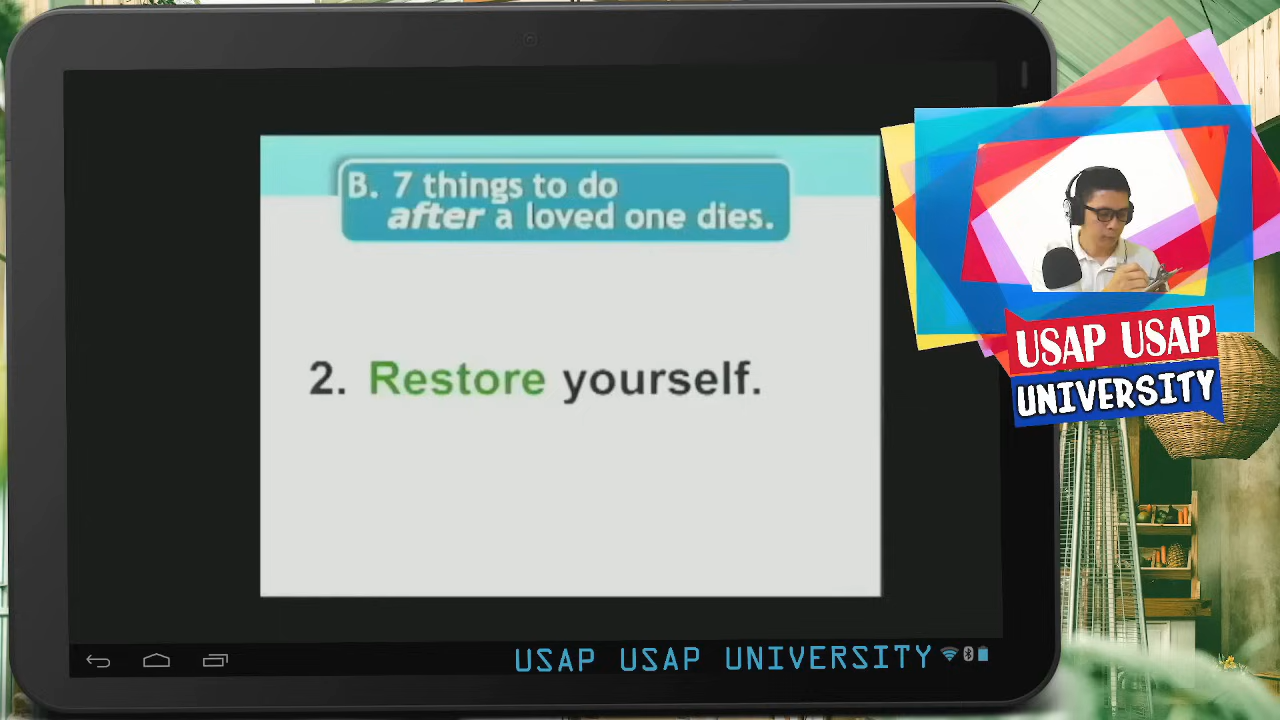 B. 7 things to do
after a loved one dies.
2. Restore yourself.
USAP USAP
UNIVERSITY
USAP USAP UNIVERSITY